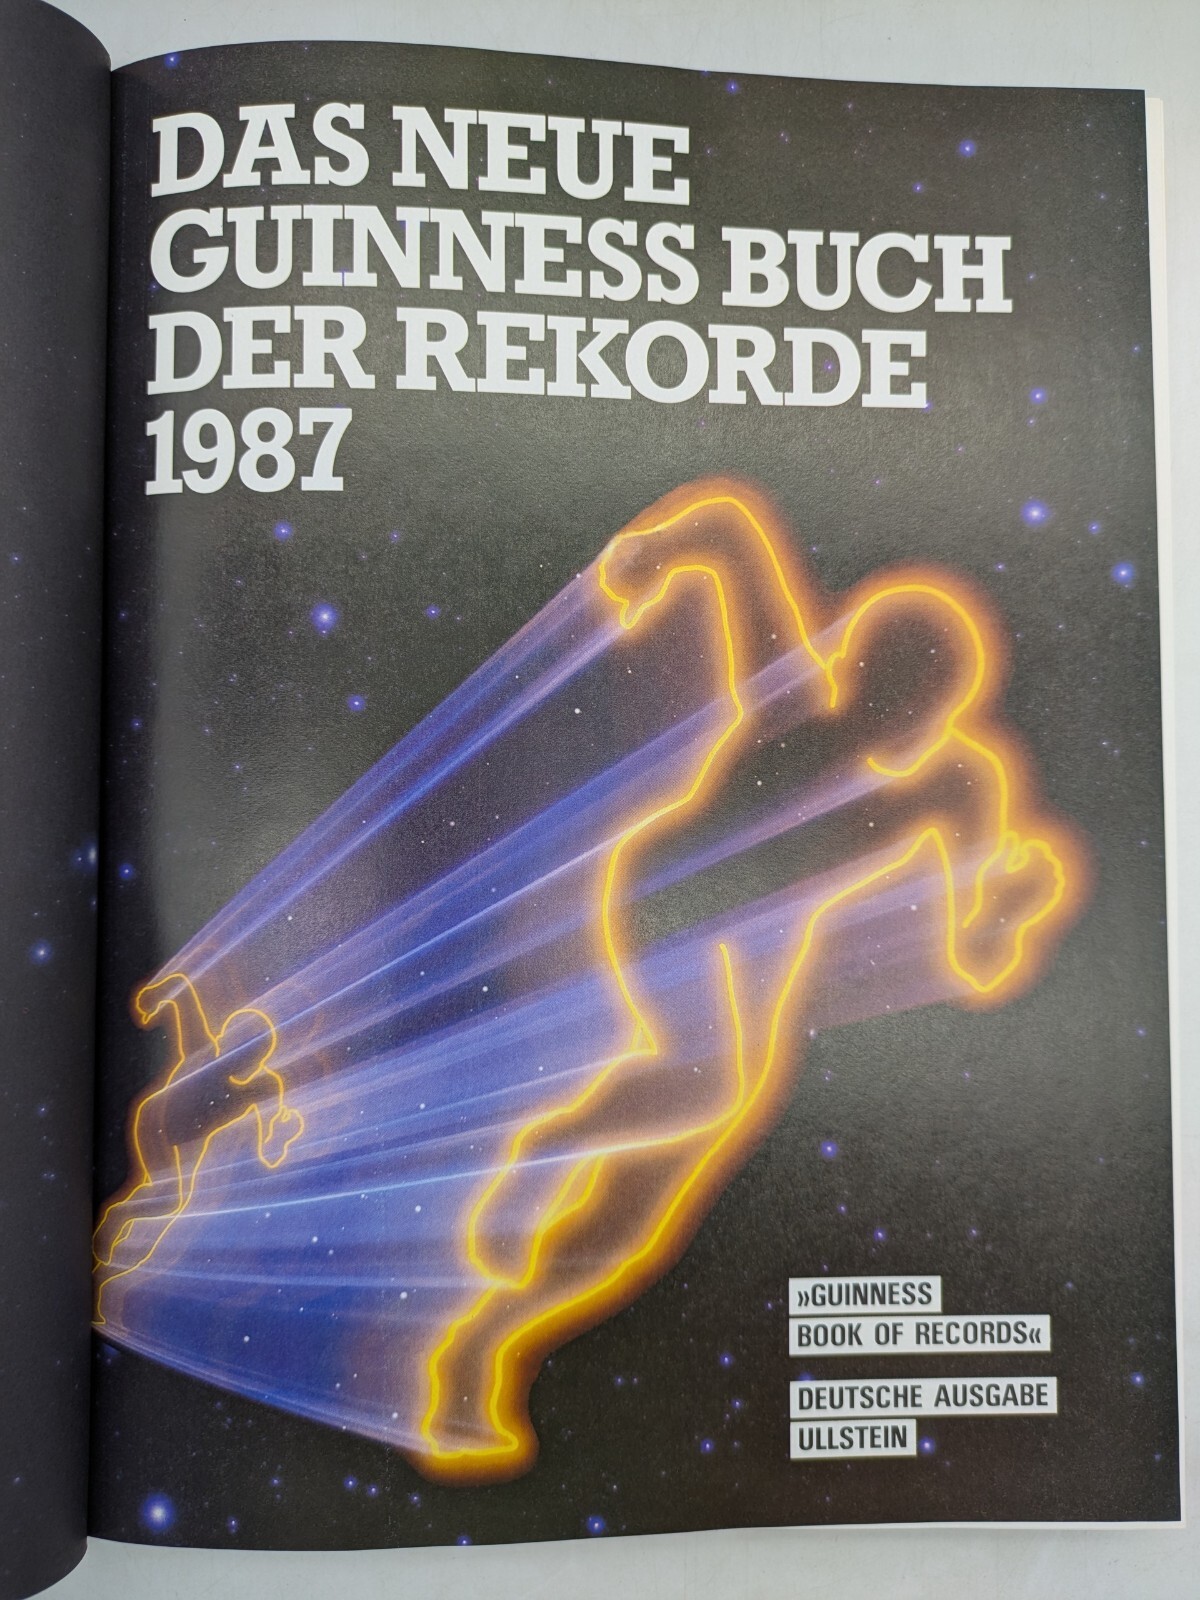 DAS NEUE
GUINNESS BUCH
DER REKORDE
1987
»GUINNESS
BOOK OF RECORDS«
DEUTSCHE AUSGABE
ULLSTEIN